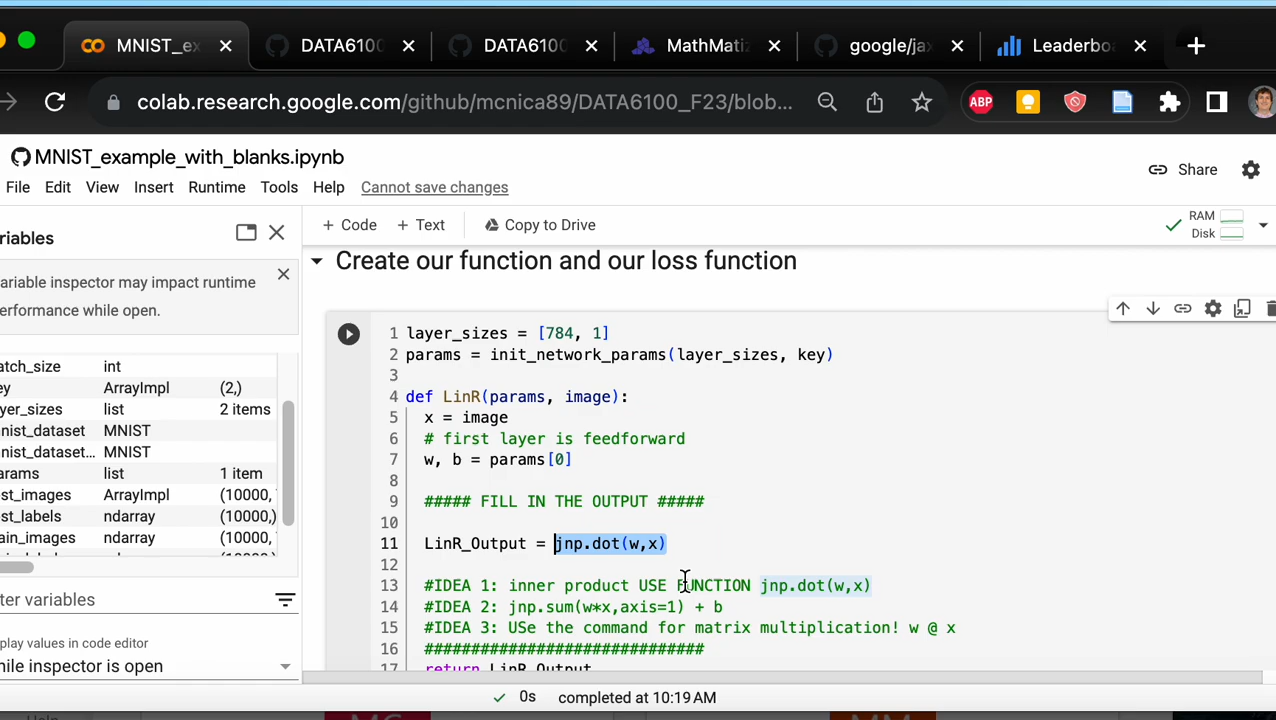 MNIST_ex
DATA610
DATA610
MathMati
google/jax
Leaderbo
colab.research.google.com/github/mcnica89/DATA6100_F23/blob...
ABP
MNIST_example_with_blanks.ipynb
Share
File Edit View Insert Runtime Tools Help Cannot save changes
riables
+ Code + Text Copy to Drive
RAM
Disk
ariable inspector may impact runtime
erformance while open.
Create our function and our loss function
atch_size int
ey ArrayImpl (2,)
yer_sizes list 2 items
nist_dataset MNIST
nist_dataset... MNIST
arams list 1 item
st_images ArrayImpl (10000,
st_labels ndarray (10000,)
ain_images ndarray (10000,
ter variables
play values in code editor
hile inspector is open
1 layer_sizes = [784, 1]
2 params = init_network_params(layer_sizes, key)
3
4 def LinR(params, image):
5 x = image
6 # first layer is feedforward
7 w, b = params[0]
8
9 ##### FILL IN THE OUTPUT #####
10
11 LinR_Output = jnp.dot(w,x)
12
13 #IDEA 1: inner product USE FUNCTION jnp.dot(w,x)
14 #IDEA 2: jnp.sum(w*x,axis=1) + b
15 #IDEA 3: USe the command for matrix multiplication! w @ x
16 ##############################
17 return LinR_Output
0s completed at 10:19 AM